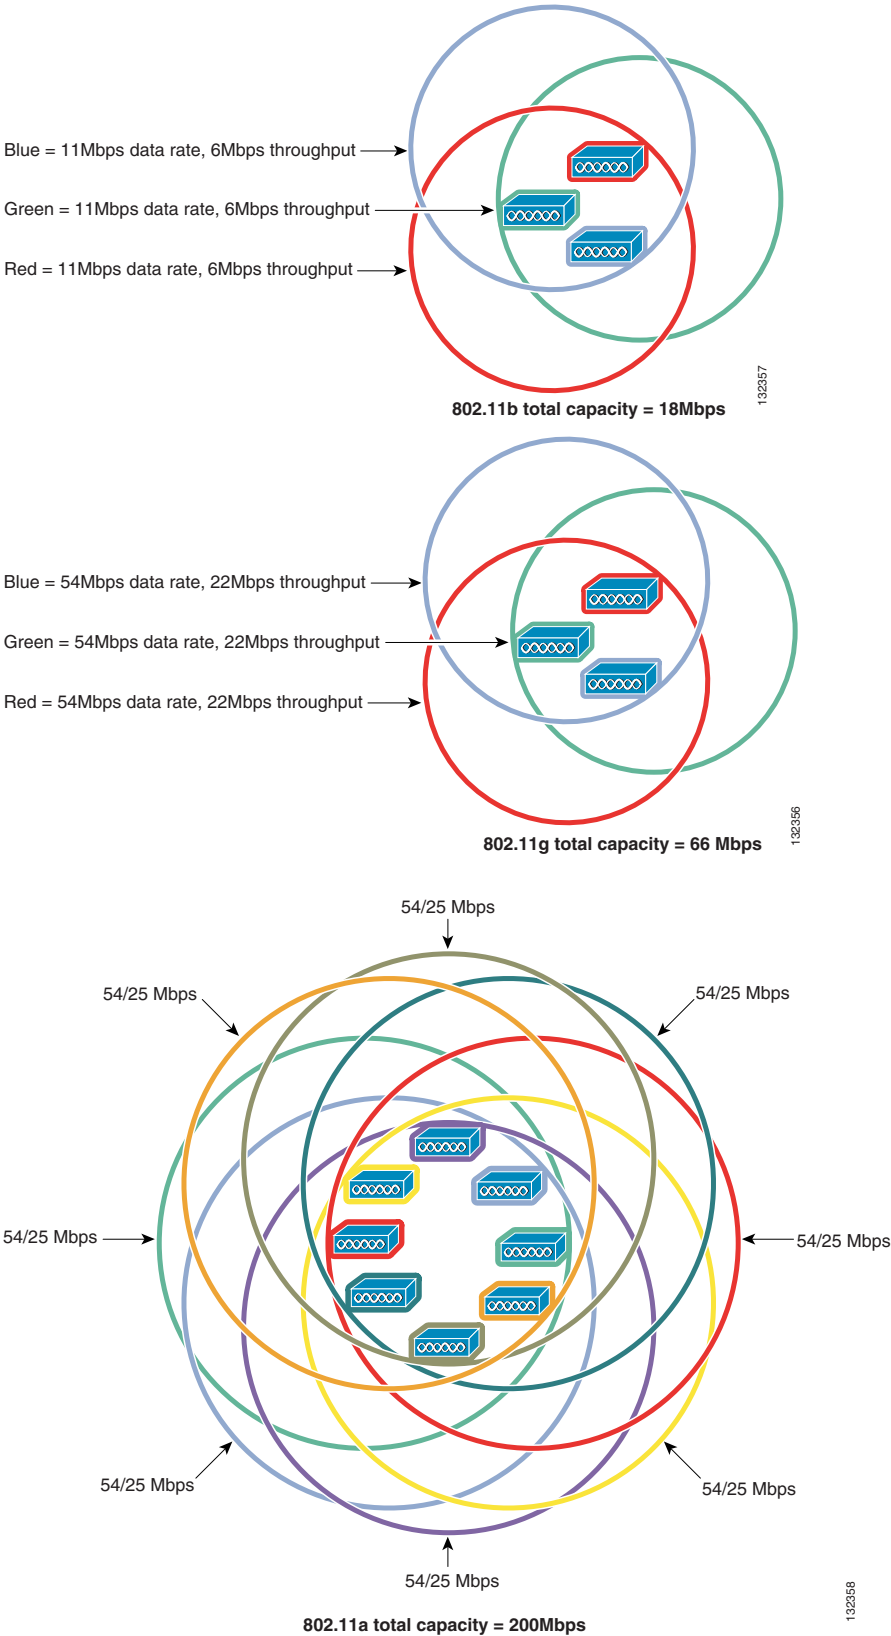 Blue = 11Mbps data rate, 6Mbps throughput
Green = 11Mbps data rate, 6Mbps throughput
Red = 11Mbps data rate, 6Mbps throughput
132357
802.11b total capacity = 18Mbps
Blue = 54Mbps data rate, 22Mbps throughput
Green = 54Mbps data rate, 22Mbps throughput
Red = 54Mbps data rate, 22Mbps throughput
132356
802.11g total capacity = 66 Mbps
54/25 Mbps
54/25 Mbps
54/25 Mbps
54/25 Mbps
54/25 Mbps
54/25 Mbps
54/25 Mbps
54/25 Mbps
132358
802.11a total capacity = 200Mbps